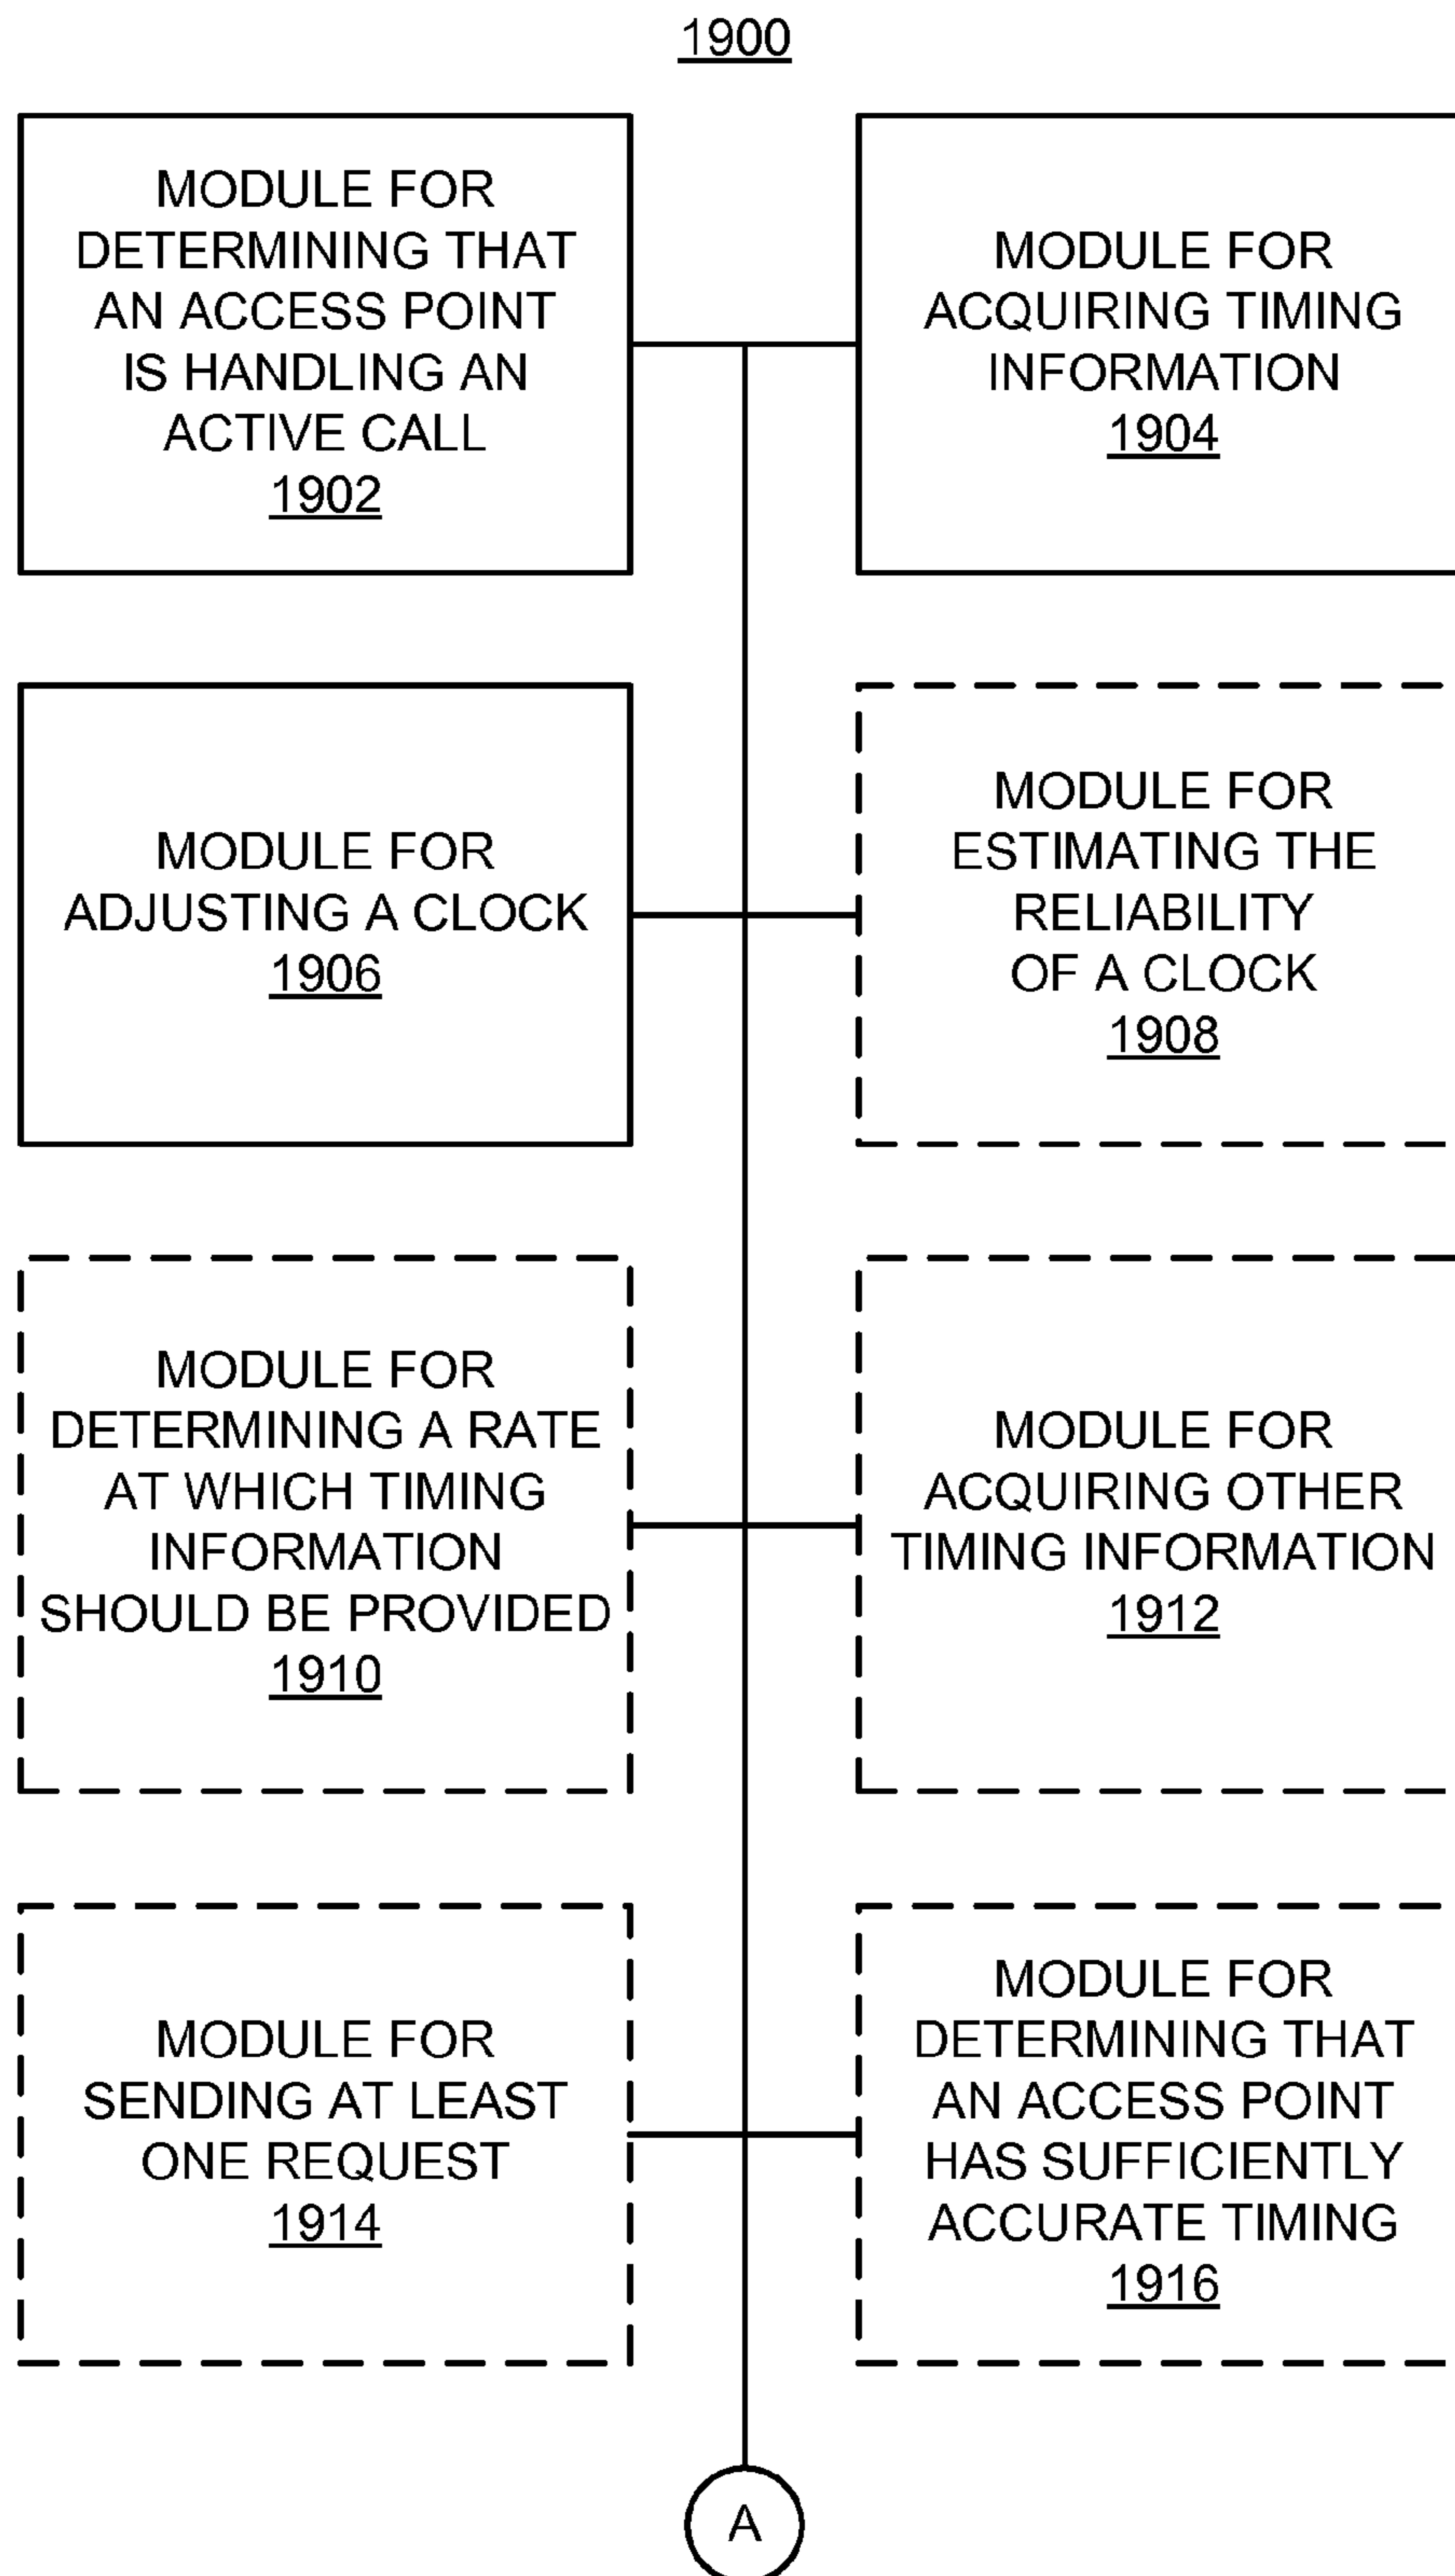 1900
MODULE FOR
DETERMINING THAT
AN ACCESS POINT
IS HANDLING AN
ACTIVE CALL
1902
MODULE FOR
ACQUIRING TIMING
INFORMATION
1904
MODULE FOR
ADJUSTING A CLOCK
1906
MODULE FOR
ESTIMATING THE
RELIABILITY
OF A CLOCK
1908
MODULE FOR
DETERMINING A RATE
AT WHICH TIMING
INFORMATION
SHOULD BE PROVIDED
1910
MODULE FOR
ACQUIRING OTHER
TIMING INFORMATION
1912
MODULE FOR
SENDING AT LEAST
ONE REQUEST
1914
MODULE FOR
DETERMINING THAT
AN ACCESS POINT
HAS SUFFICIENTLY
ACCURATE TIMING
1916
A